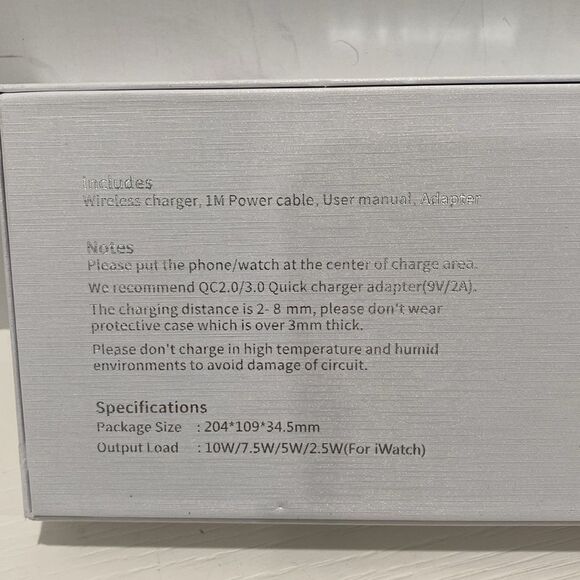 Includes
Wireless charger, 1M Power cable, User manual, Adapter
Notes
Please put the phone/watch at the center of charge area.
We recommend QC2.0/3.0 Quick charger adapter(9V/2A).
The charging distance is 2- 8 mm, please don't wear
protective case which is over 3mm thick.
Please don't charge in high temperature and humid
environments to avoid damage of circuit.
Specifications
Package Size : 204*109*34.5mm
Output Load : 10W/7.5W/5W/2.5W(For iWatch)